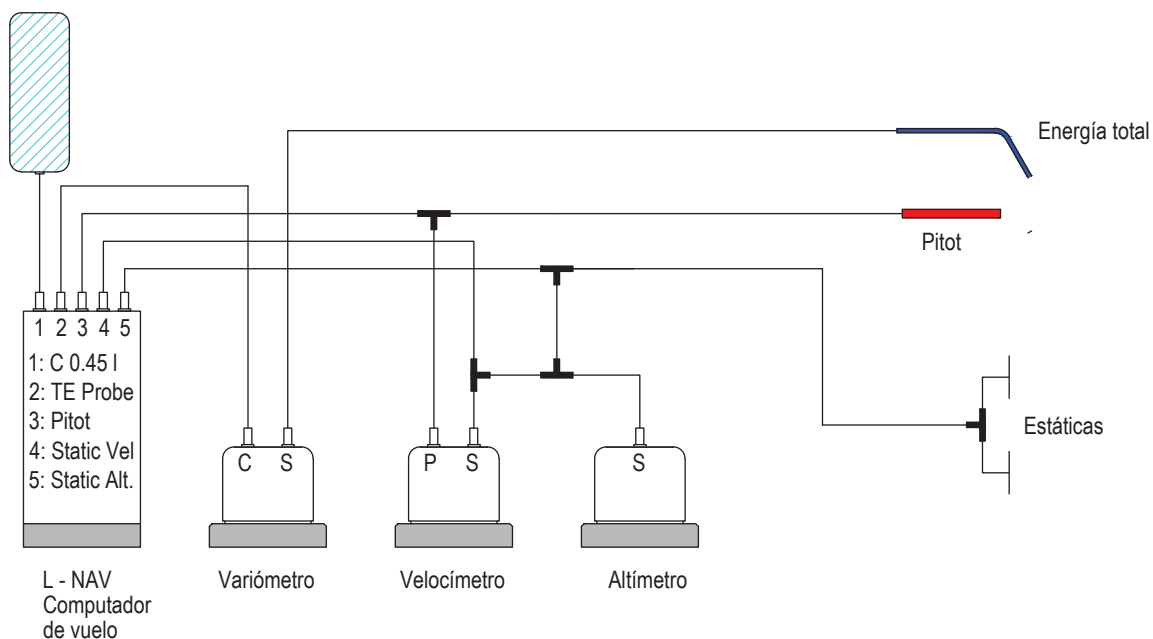 Energía total
Pitot
1 2 3 4 5
1: C 0.45 l
2: TE Probe
3: Pitot
4: Static Vel
5: Static Alt.
C S
P S
S
Estáticas
L - NAV
Computador
de vuelo
Variómetro
Velocímetro
Altímetro